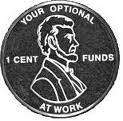 YOUR OPTIONAL
1 CENT FUNDS
AT WORK